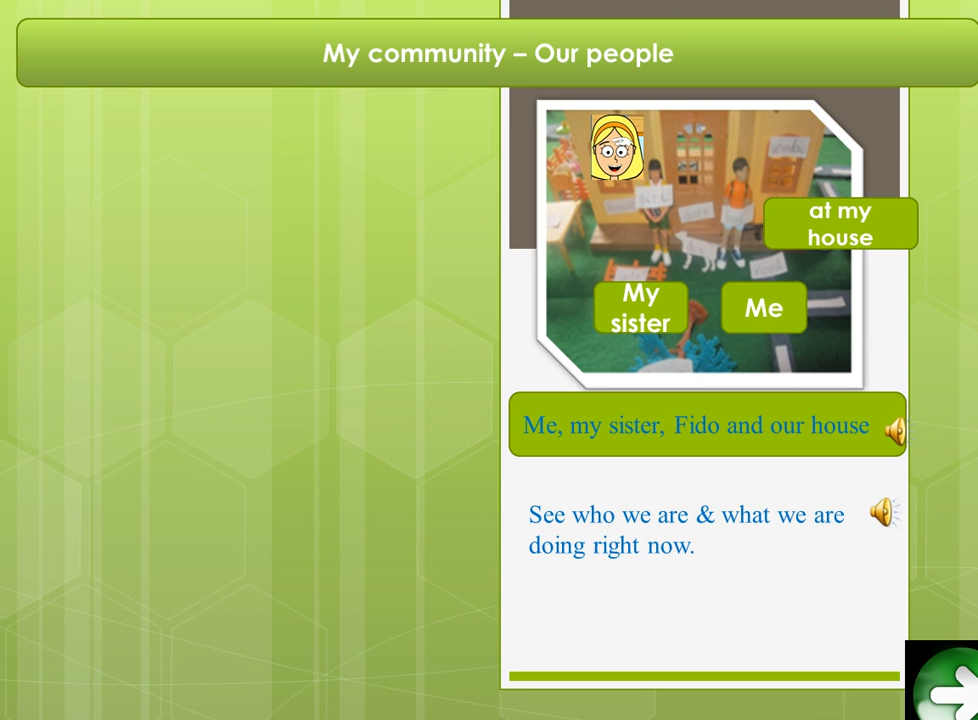 My community – Our people
window
at my
house
My
sister
Me
Me, my sister, Fido and our house
See who we are & what we are
doing right now.